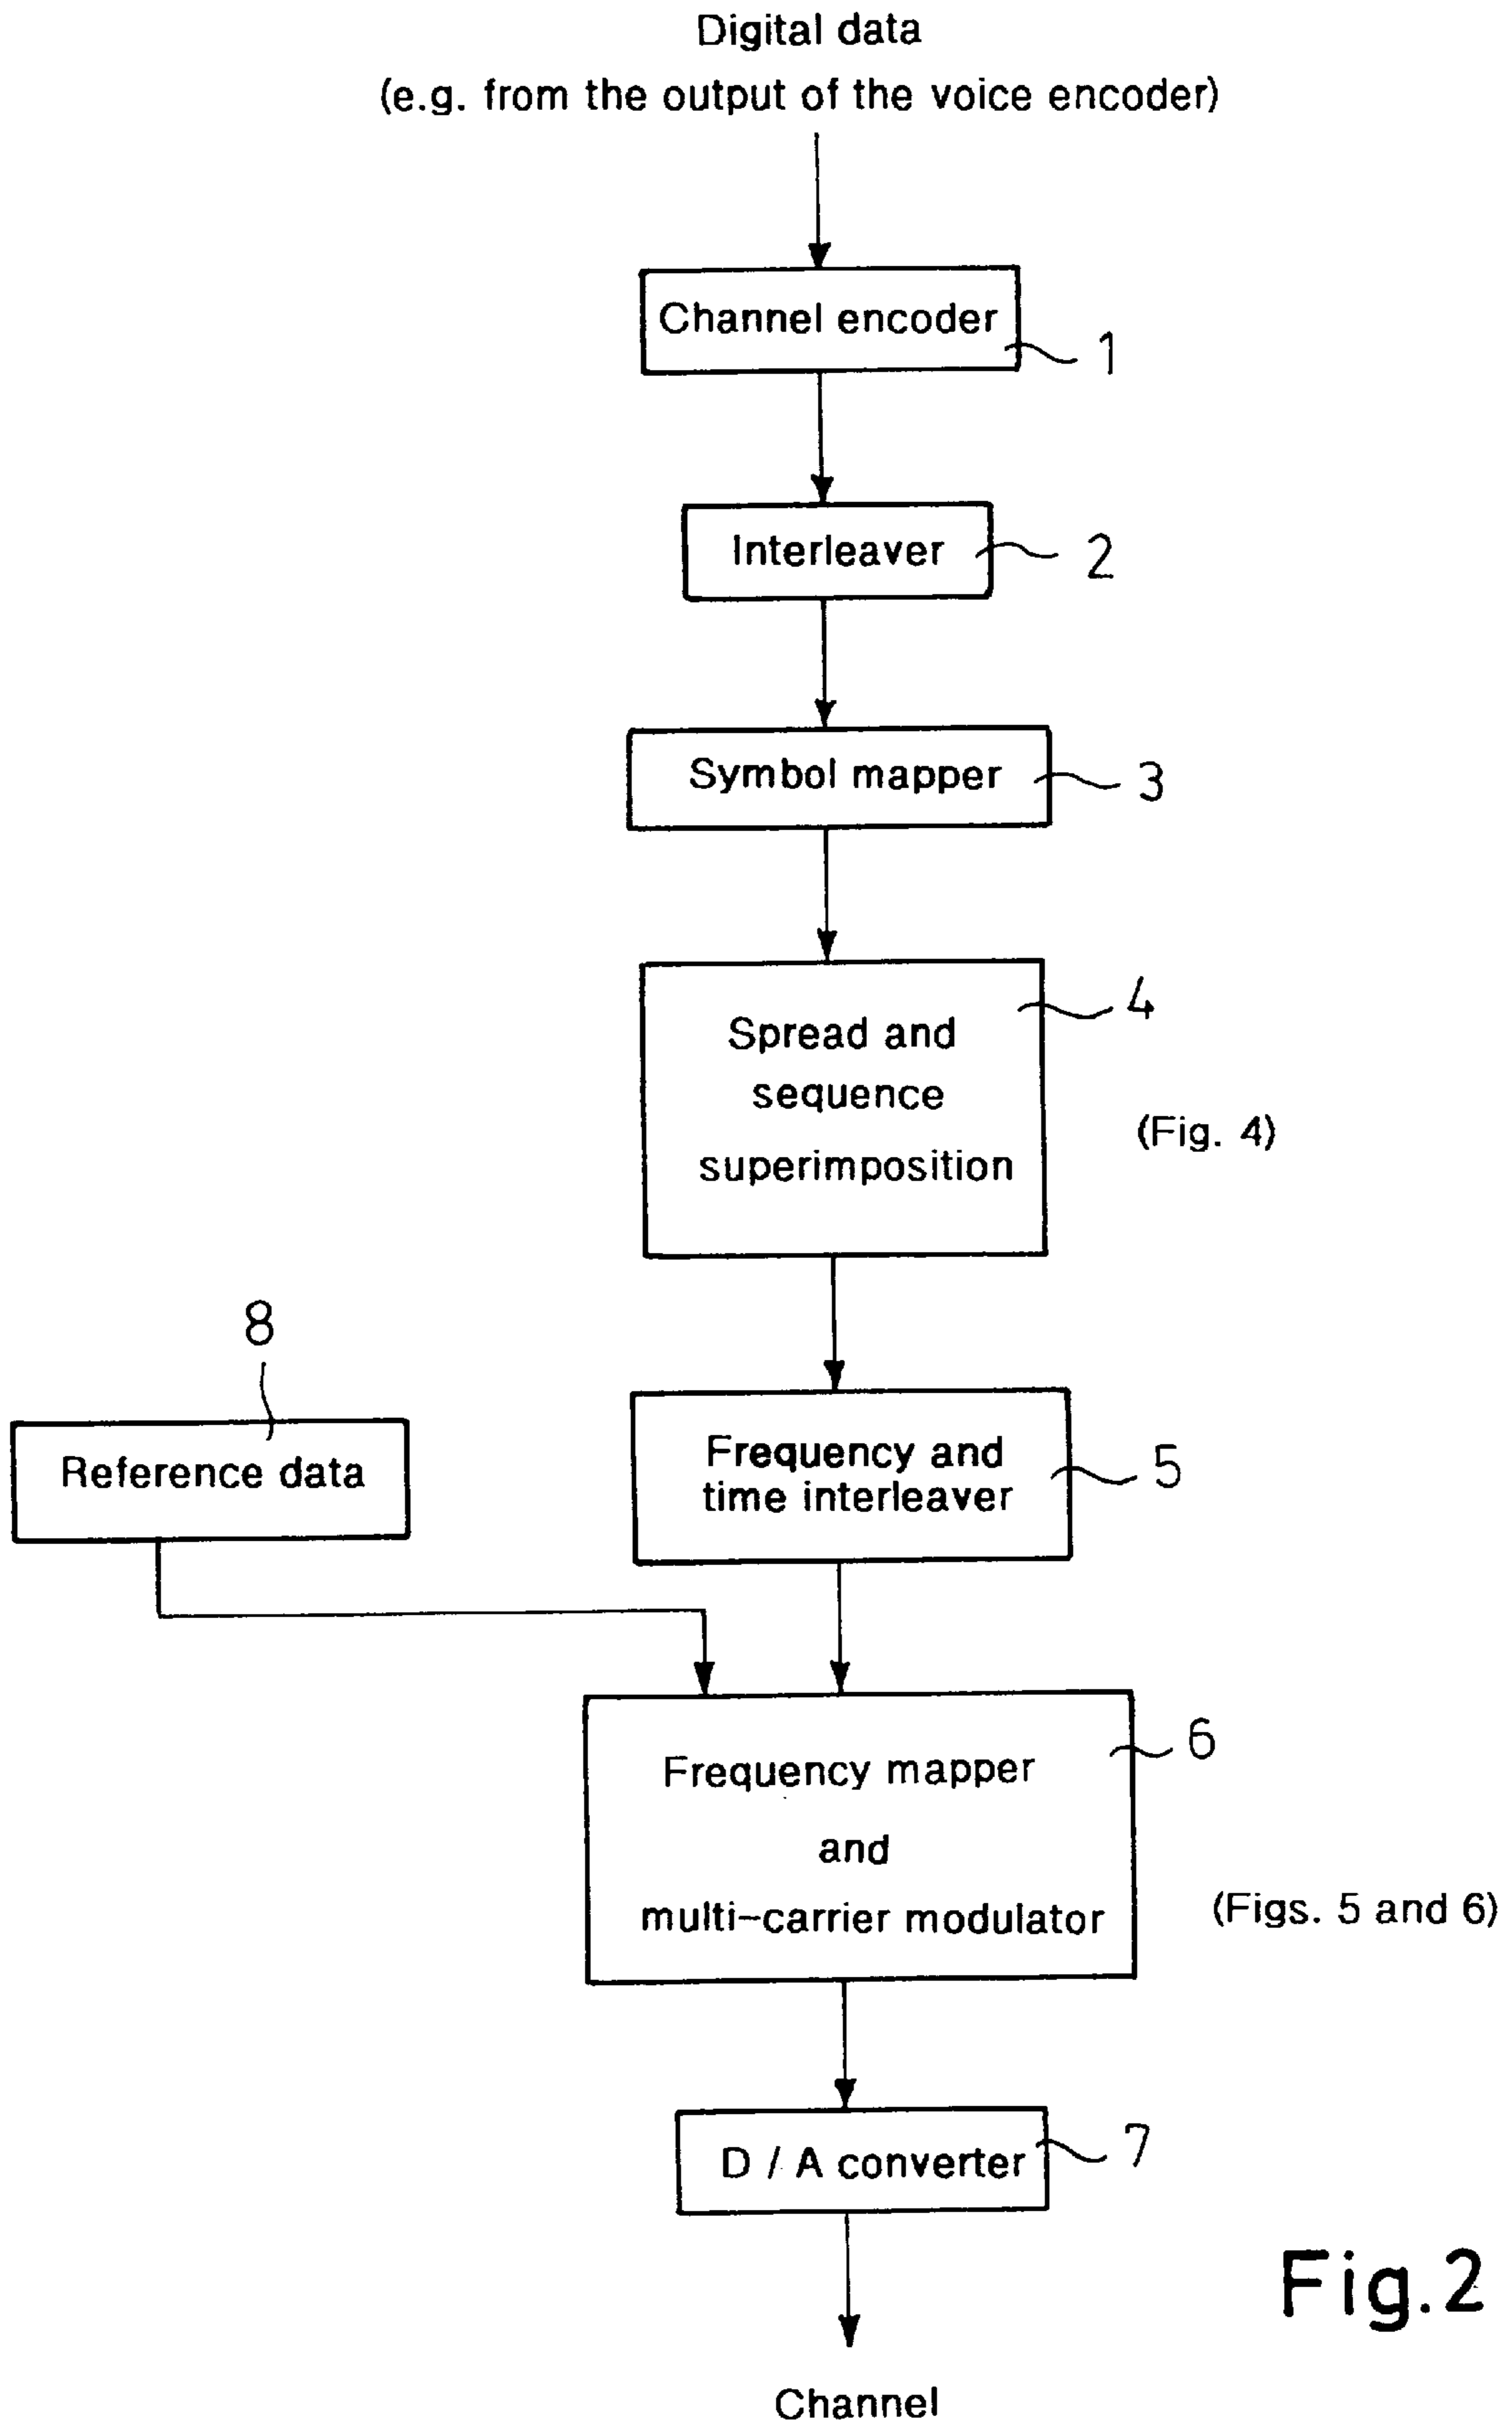 Digital data
(e.g. from the output of the voice encoder)
Channel encoder
1
Interleaver
2
Symbol mapper
3
Spread and
sequence
superimposition
4
(Fig. 4)
8
Reference data
Frequency and
time interleaver
5
Frequency mapper
and
multi-carrier modulator
6
(Figs. 5 and 6)
D / A converter
7
Channel
Fig.2